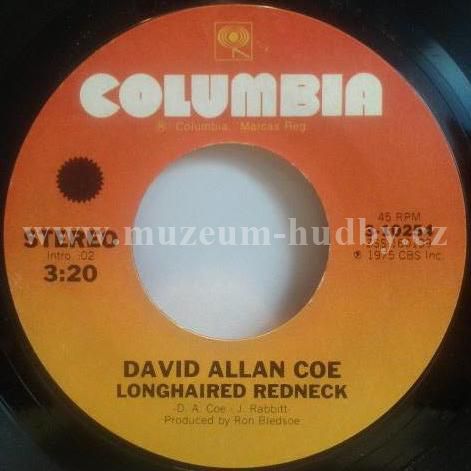 COLUMBIA
® "Columbia," Marcas Reg.
www.muzeum-hudby.cz
45 RPM
STEREO
Intro. :02
3:20
℗ 1975 CBS Inc.
DAVID ALLAN COE
LONGHAIRED REDNECK
-D. A. Coe - J. Rabbitt-
Produced by Ron Bledsoe